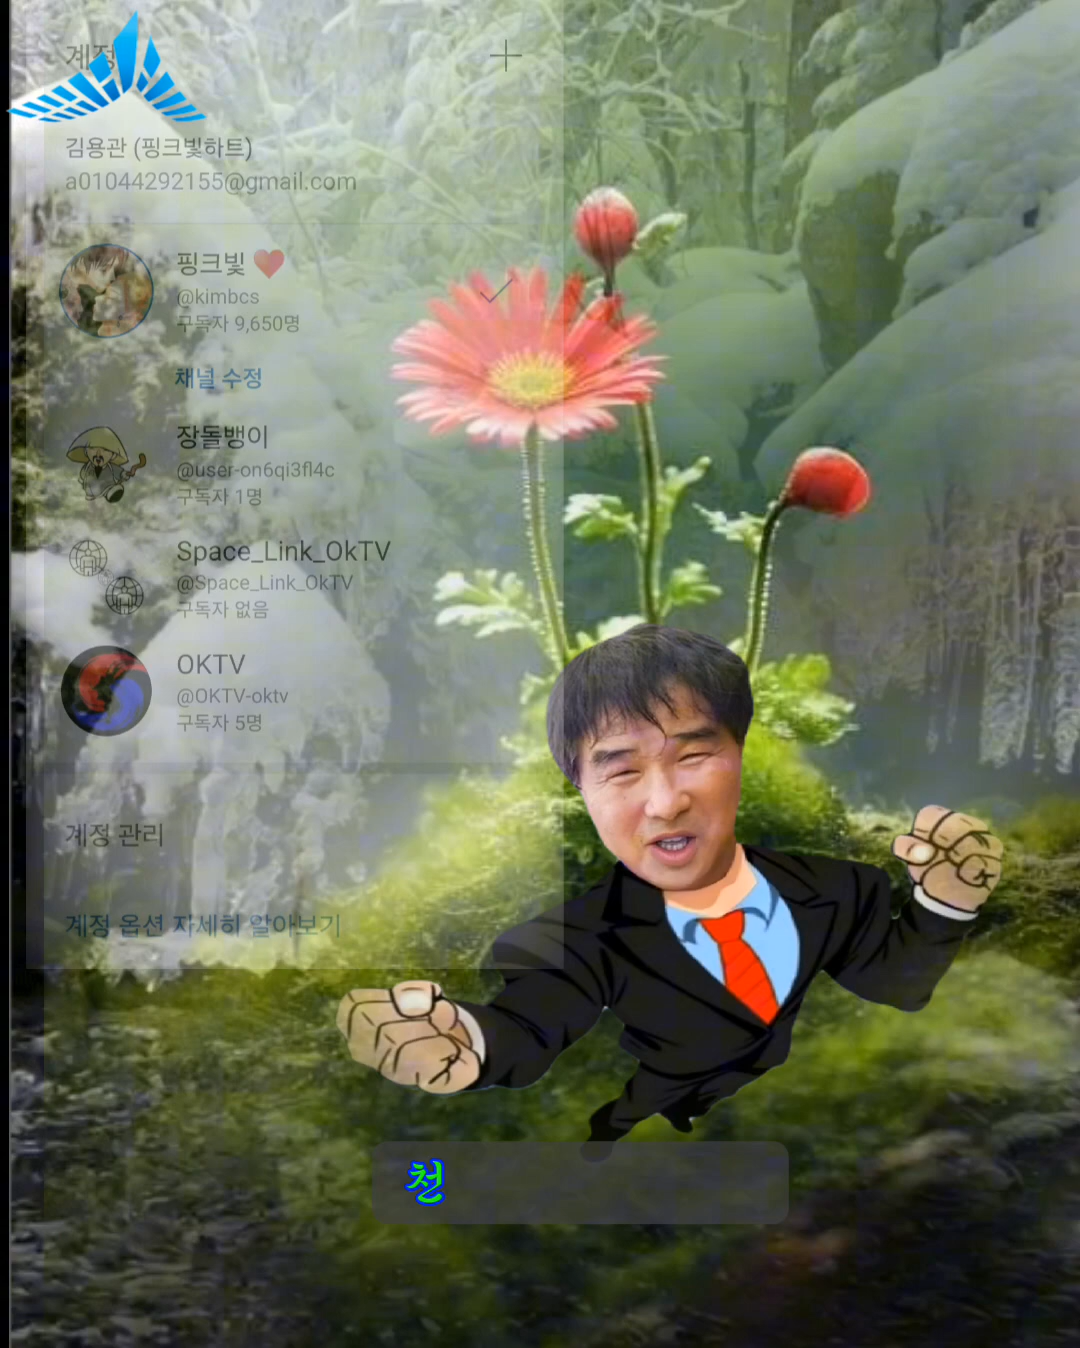 계정
김용관 (핑크빛하트)
a01044292155@gmail.com
핑크빛 ❤️
@kimbcs
구독자 9,650명
채널 수정
장돌뱅이
@user-on6qi3fl4c
구독자 1명
Space_Link_OkTV
@Space_Link_OkTV
구독자 없음
OKTV
@OKTV-oktv
구독자 5명
계정 관리
계정 옵션 자세히 알아보기
천